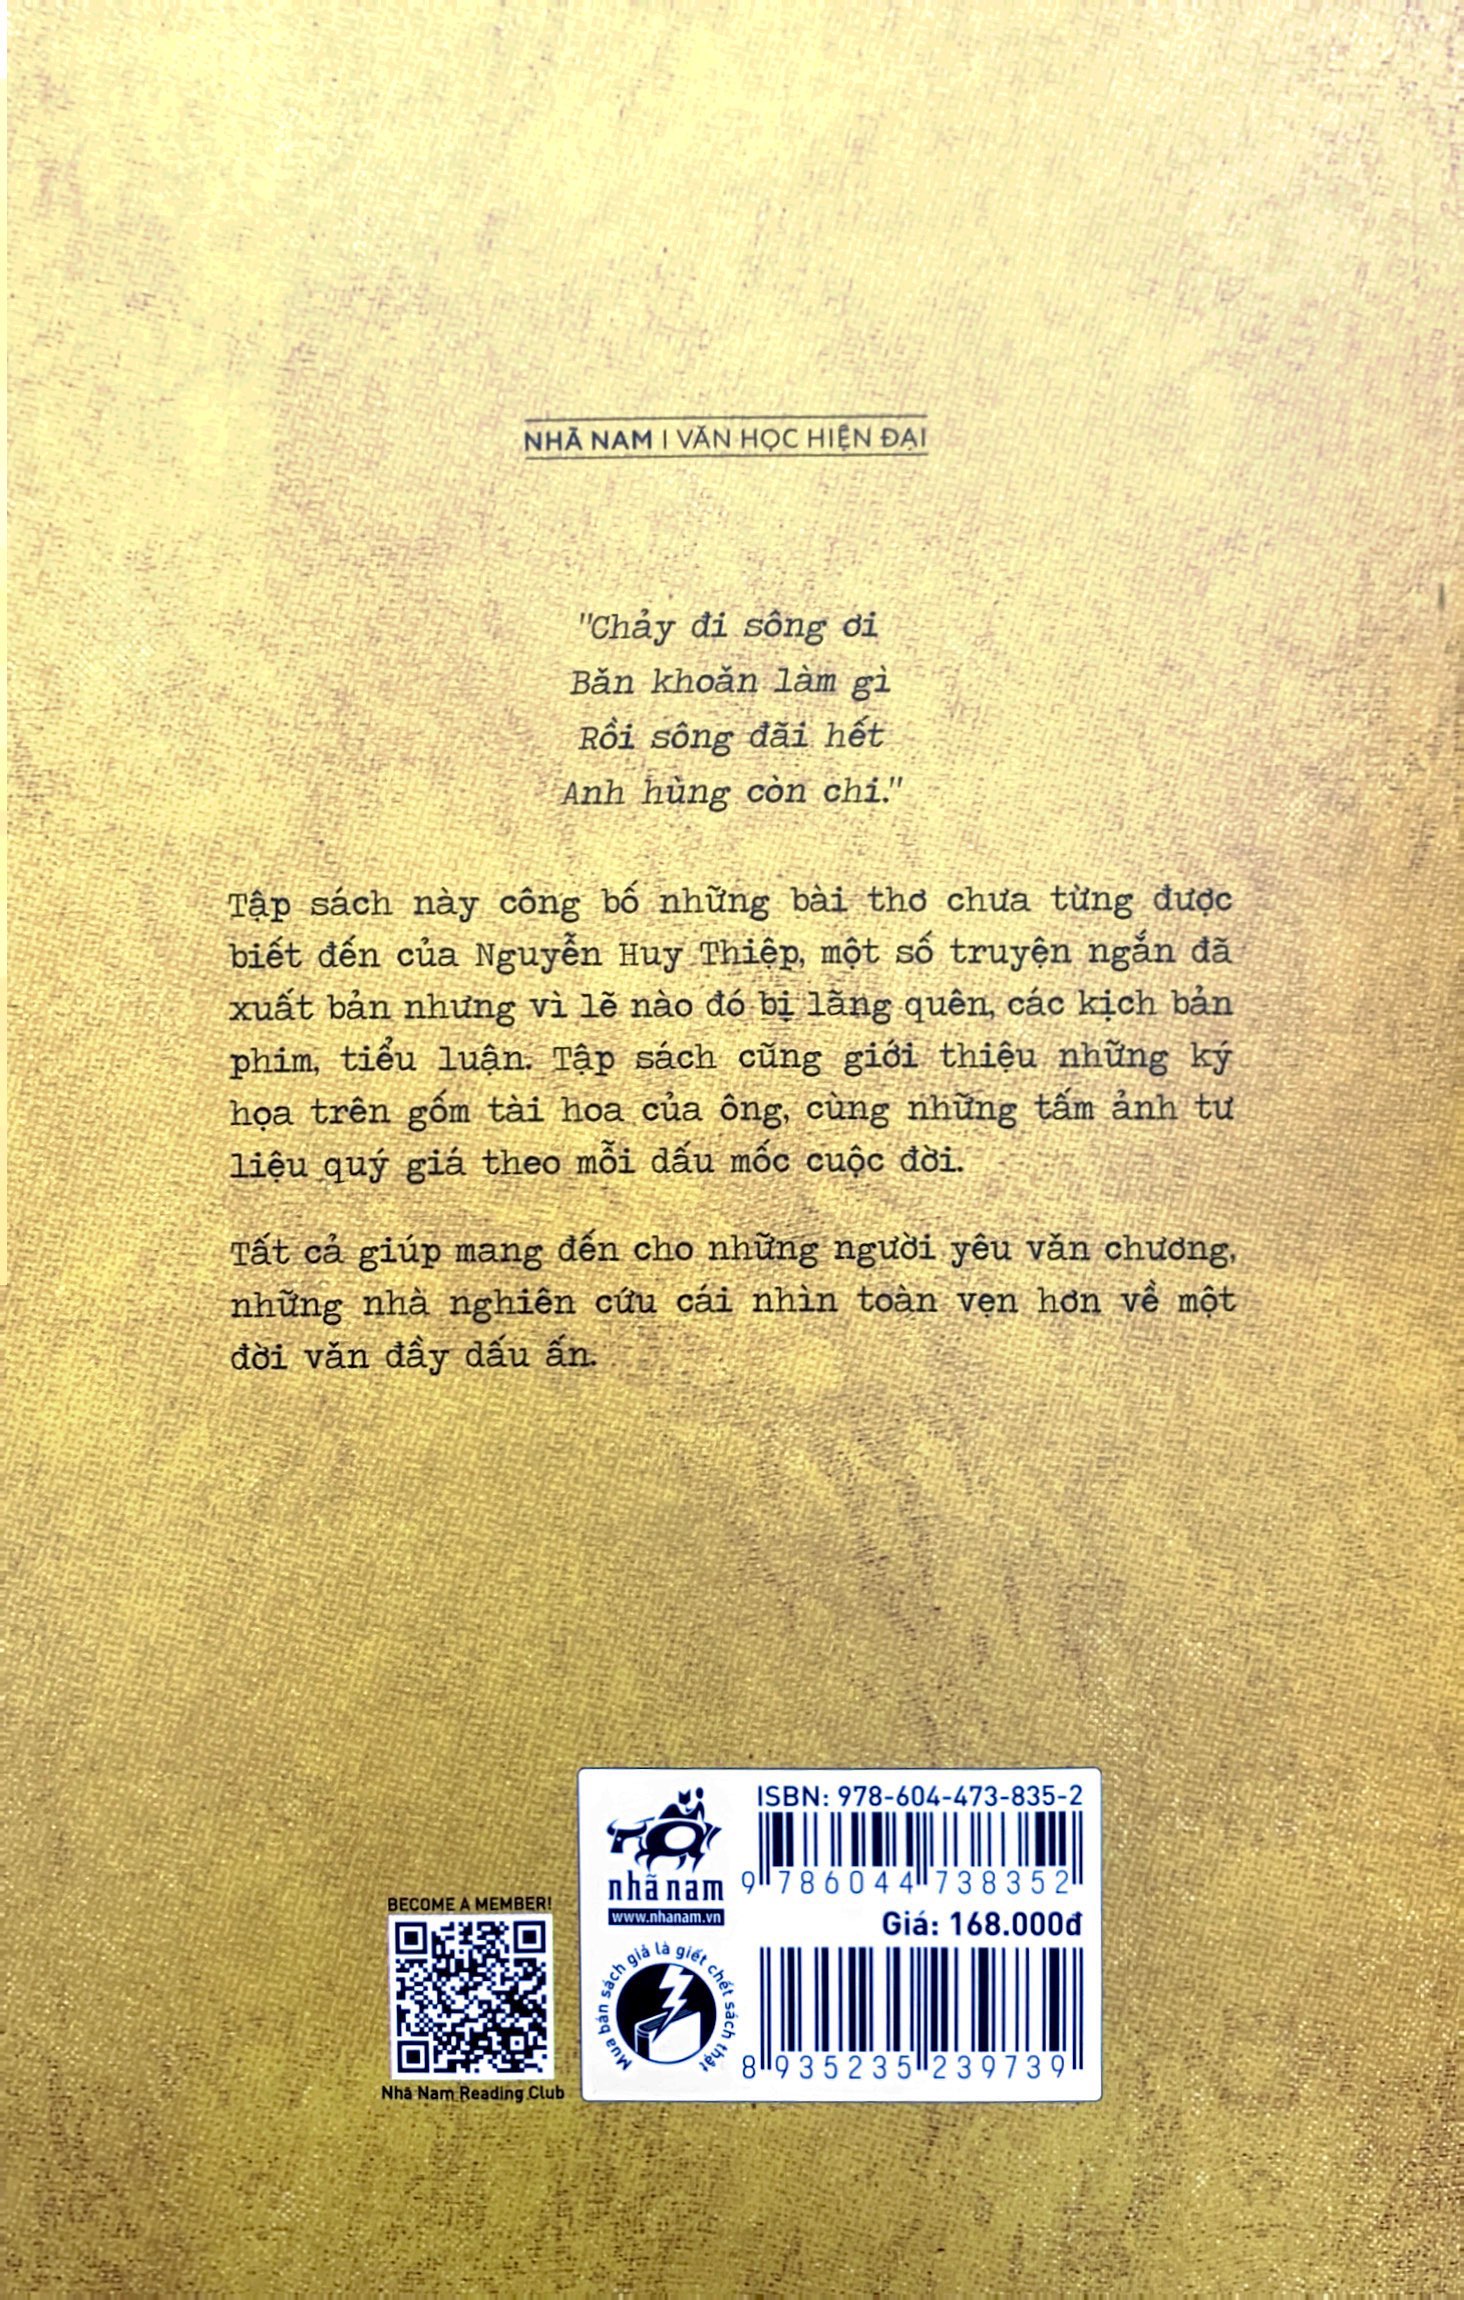 NHÃ NAM | VĂN HỌC HIỆN ĐẠI
"Chảy đi sông ơi
Băn khoăn làm gì
Rồi sông đãi hết
Anh hùng còn chi."
Tập sách này công bố những bài thơ chưa từng được
biết đến của Nguyễn Huy Thiệp, một số truyện ngắn đã
xuất bản nhưng vì lẽ nào đó bị lãng quên, các kịch bản
phim, tiểu luận. Tập sách cũng giới thiệu những ký
họa trên gốm tài hoa của ông, cùng những tấm ảnh tư
liệu quý giá theo mỗi dấu mốc cuộc đời.
Tất cả giúp mang đến cho những người yêu văn chương,
những nhà nghiên cứu cái nhìn toàn vẹn hơn về một
đời văn đầy dấu ấn.
BECOME A MEMBER!
Nhã Nam Reading Club
nhã nam
www.nhanam.vn
Mua bán sách giả là giết chết sách thật
ISBN: 978-604-473-835-2
9 786044 738352
Giá: 168.000đ
8 935235 239739